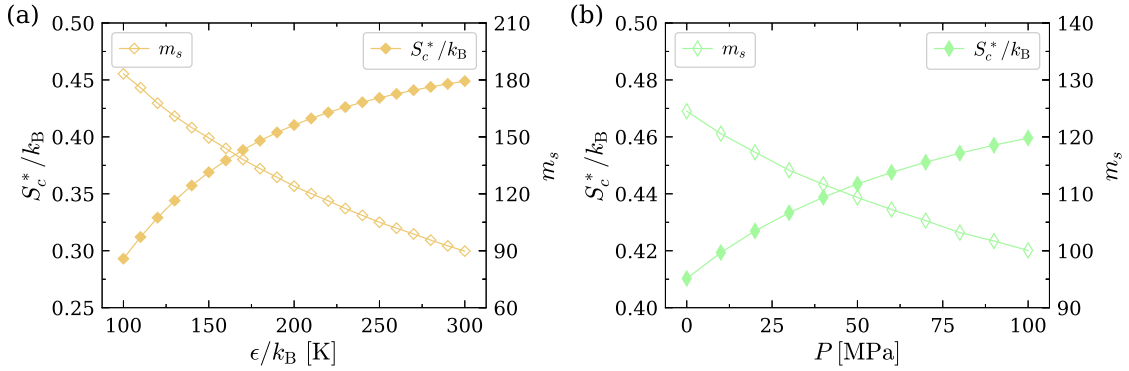 (a)
0.50
0.45
0.40
0.35
0.30
0.25
S_c^*/k_B
210
180
150
120
90
60
m_s
m_s
S_c^*/k_B
100
150
200
250
300
ϵ/k_B [K]
(b)
0.50
0.48
0.46
0.44
0.42
0.40
S_c^*/k_B
140
130
120
110
100
90
m_s
m_s
S_c^*/k_B
0
25
50
75
100
P [MPa]